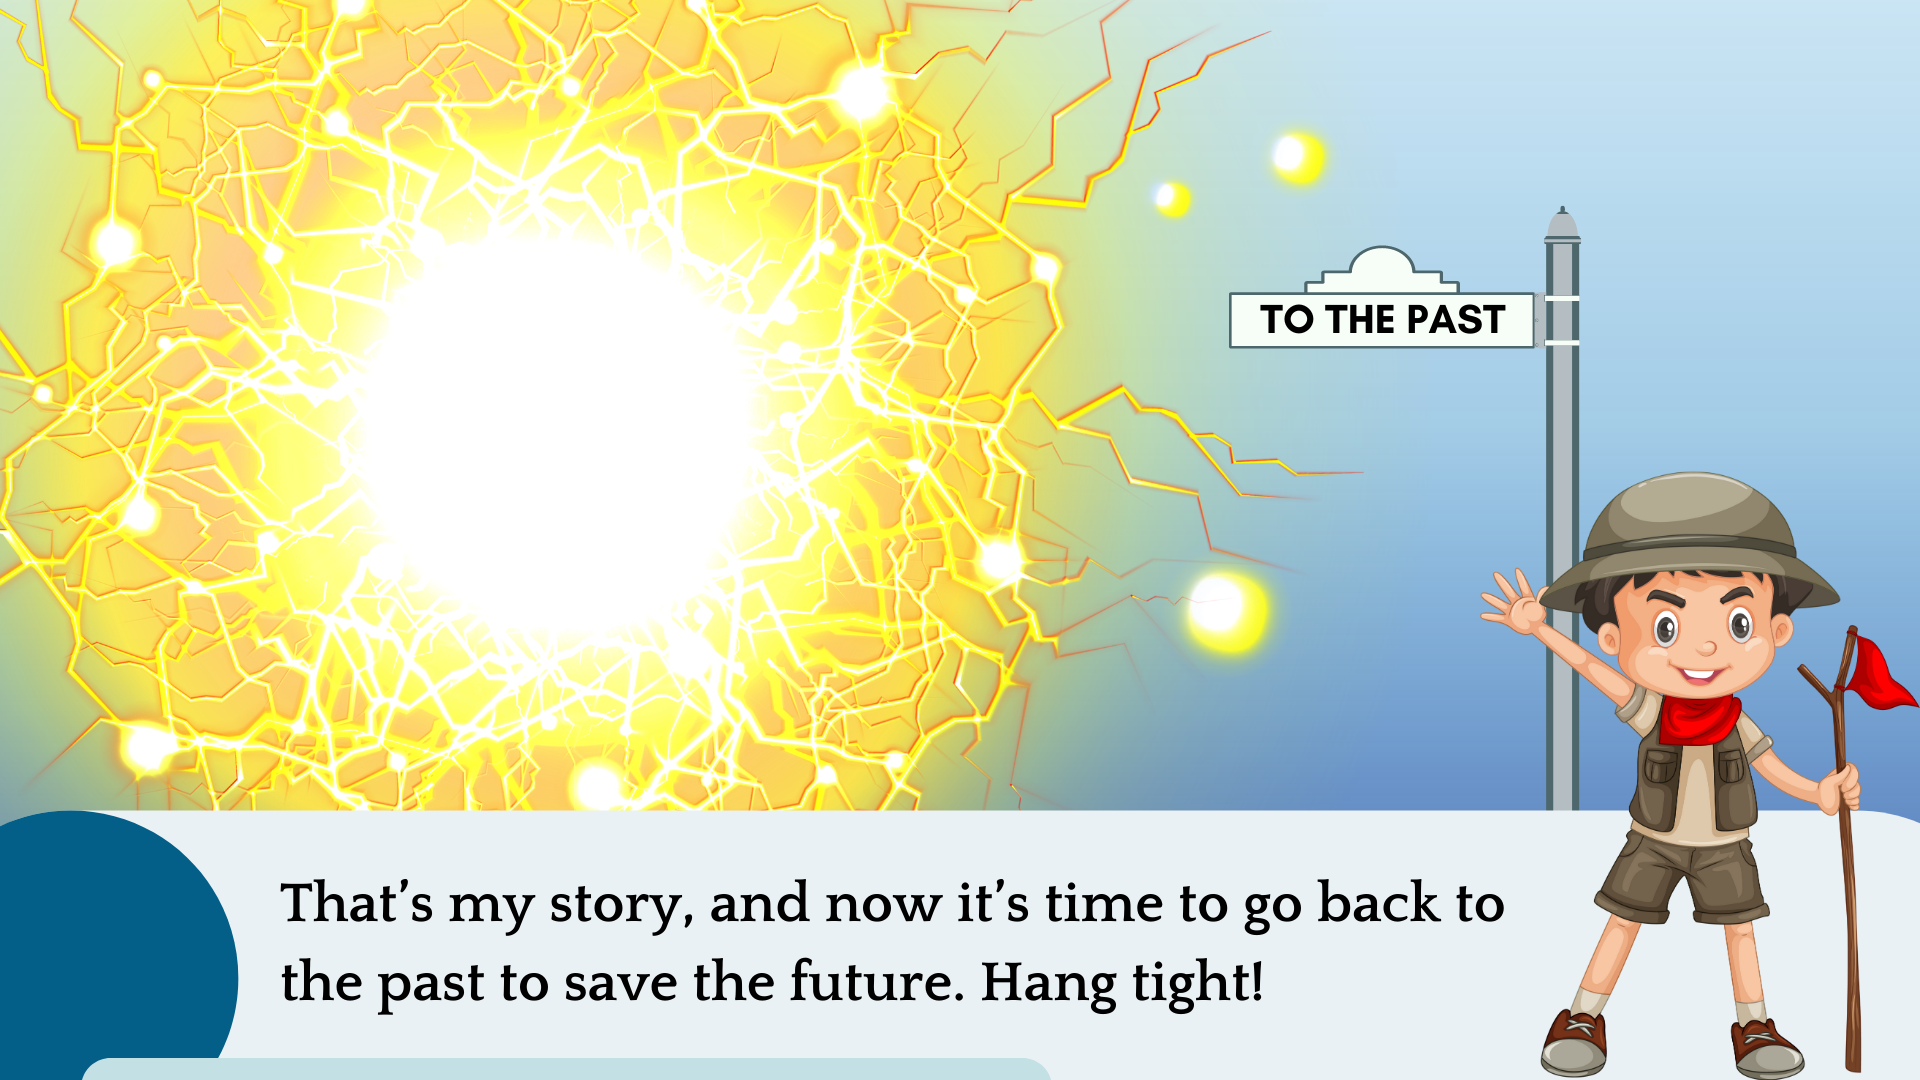 TO THE PAST
That’s my story, and now it’s time to go back to
the past to save the future. Hang tight!